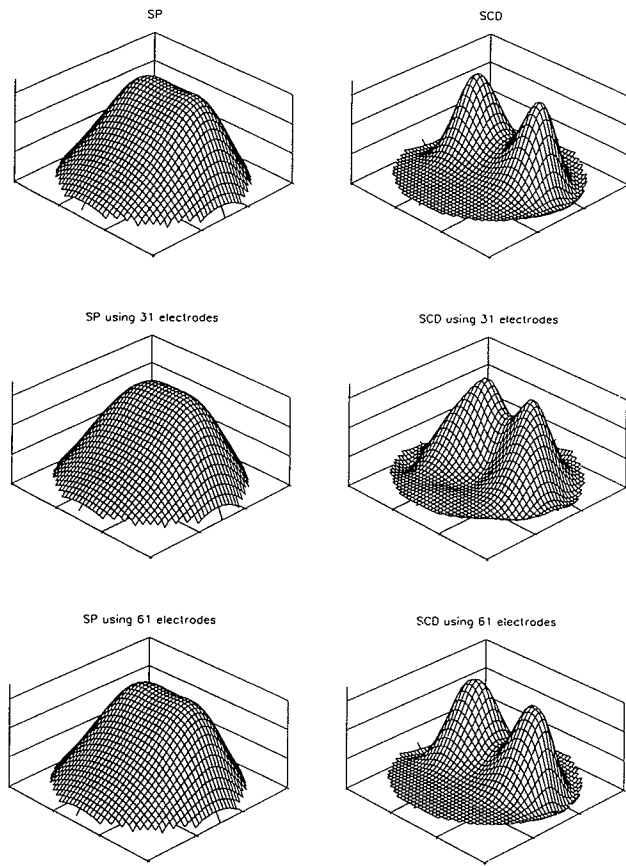 SP
SCD
SP using 31 electrodes
SCD using 31 electrodes
SP using 61 electrodes
SCD using 61 electrodes